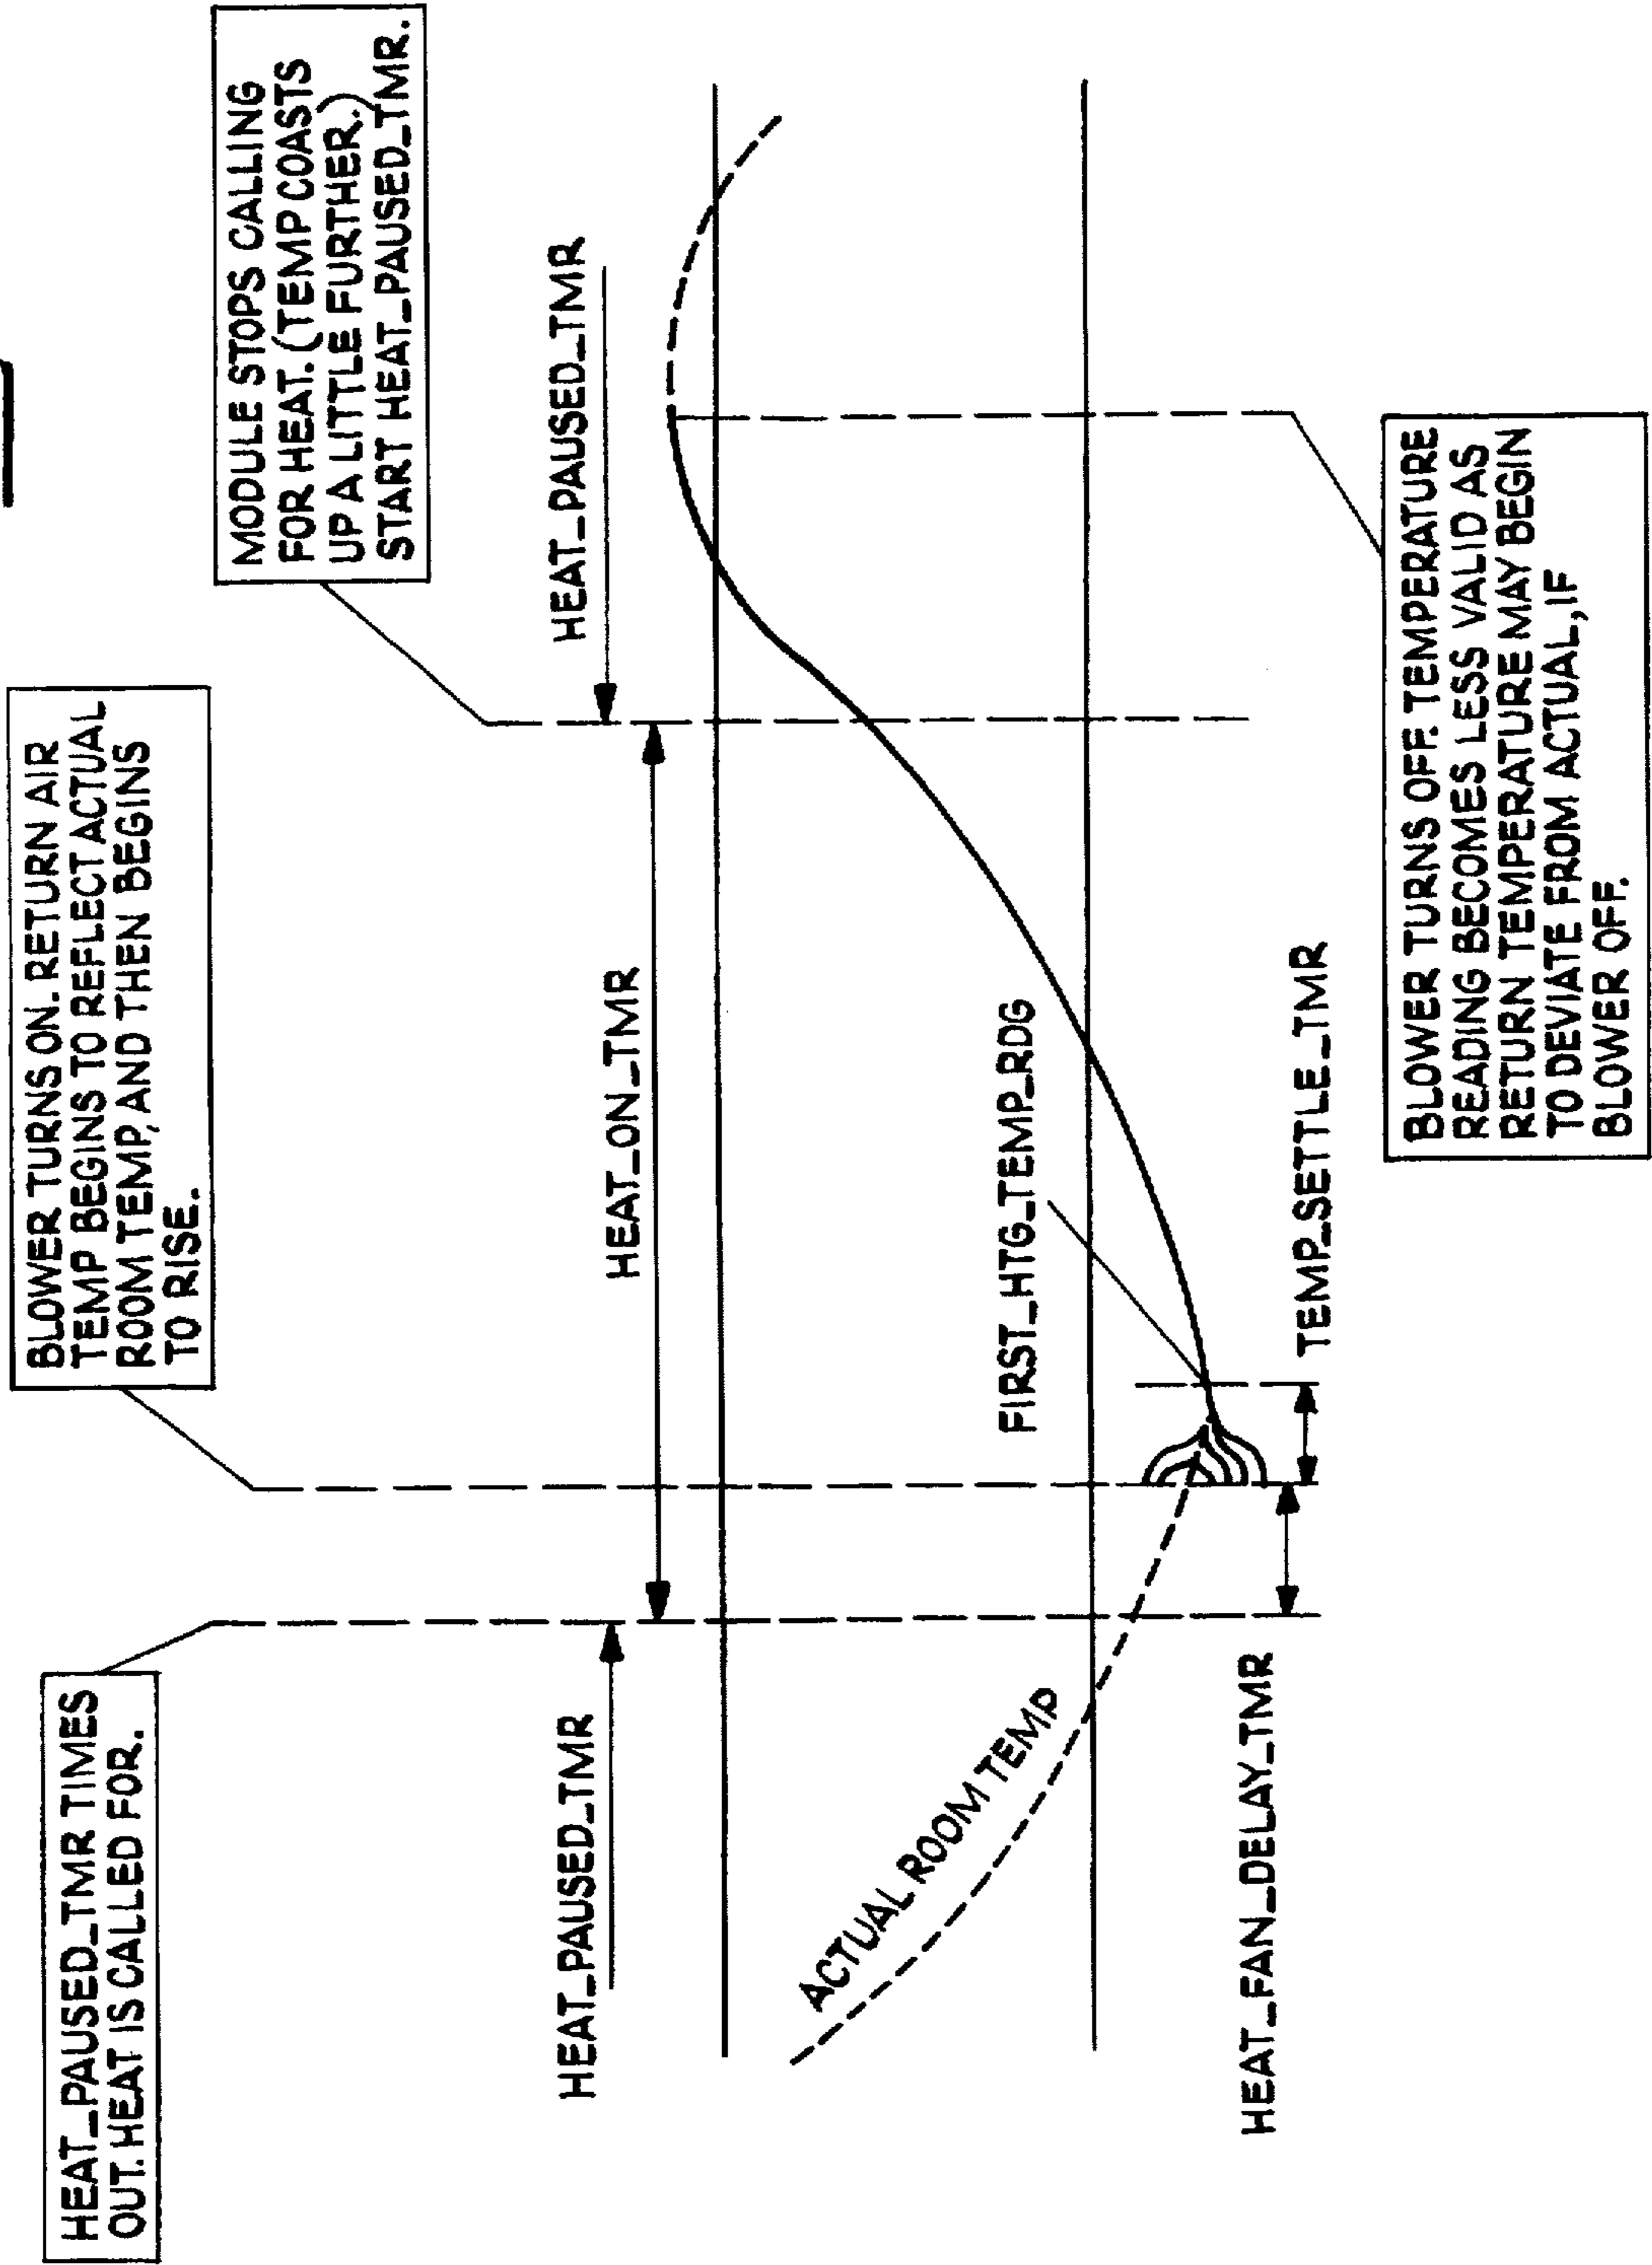 HEAT_PAUSED_TMR TIMES
OUT. HEAT IS CALLED FOR.
BLOWER TURNS ON. RETURN AIR
TEMP BEGINS TO REFLECT ACTUAL
ROOM TEMP, AND THEN BEGINS
TO RISE.
MODULE STOPS CALLING
FOR HEAT. (TEMP COASTS
UP A LITTLE FURTHER.)
START HEAT_PAUSED_TMR.
HEAT_PAUSED_TMR
HEAT_ON_TMR
HEAT_PAUSED_TMR
ACTUAL ROOM TEMP
FIRST_HTG_TEMP_RDG
HEAT_FAN_DELAY_TMR
TEMP_SETTLE_TMR
BLOWER TURNS OFF. TEMPERATURE
READING BECOMES LESS VALID AS
RETURN TEMPERATURE MAY BEGIN
TO DEVIATE FROM ACTUAL, IF
BLOWER OFF.